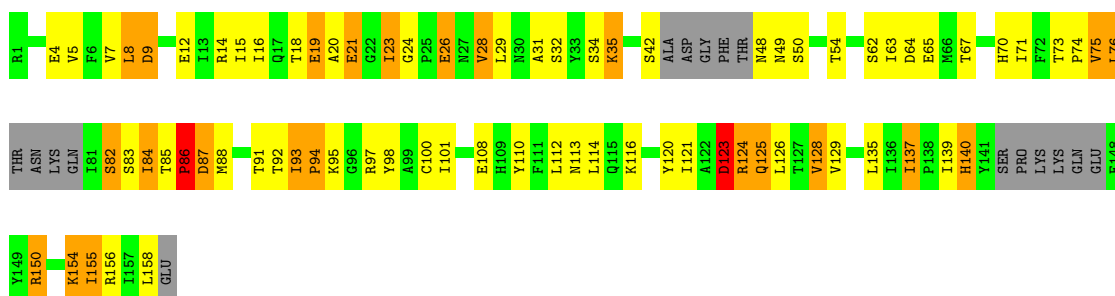 R1 E4 V5 F6 V7 L8 D9 E12 I13 R14 I15 I16 Q17 T18 E19 A20 E21 G22 I23 G24 P25 E26 N27 V28 L29 N30 A31 S32 Y33 S34 K35 S42 ALA ASP GLY PHE THR N48 N49 S50 T54 S62 I63 D64 E65 M66 T67 H70 I71 F72 T73 P74 V75 L76
THR ASN LYS GLN I81 S82 S83 I84 T85 P86 D87 M88 T91 T92 I93 P94 K95 G96 R97 Y98 A99 C100 I101 E108 H109 Y110 F111 L112 N113 L114 Q115 K116 Y120 I121 A122 D123 R124 Q125 L126 T127 V128 V129 L135 I136 I137 P138 I139 H140 Y141 SER PRO LYS LYS GLN GLU E148
Y149 R150 K154 I155 R156 I157 L158 GLU